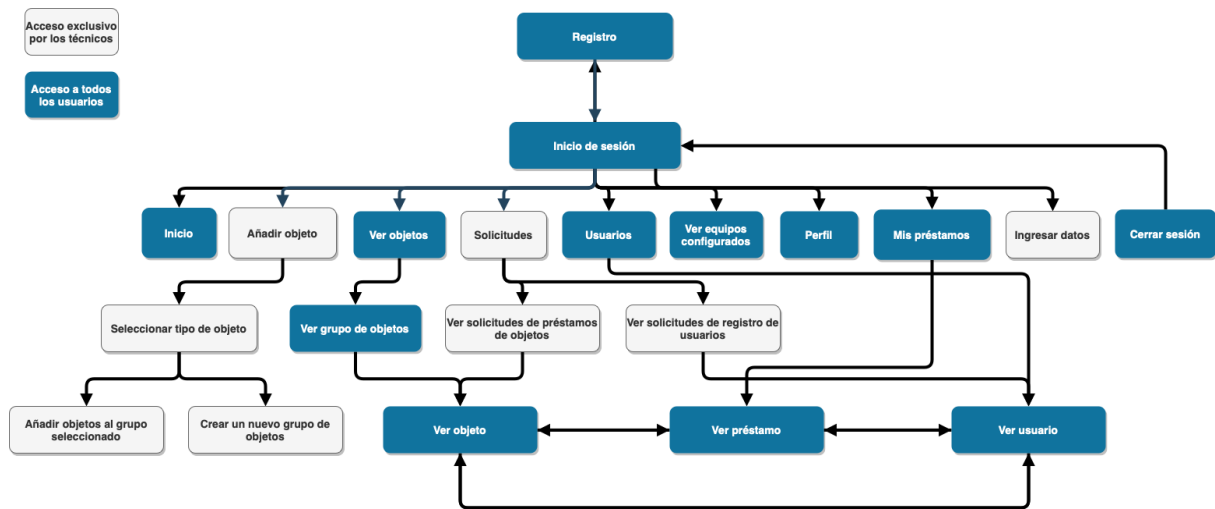 Acceso exclusivo
por los técnicos
Registro
Acceso a todos
los usuarios
Inicio de sesión
Inicio
Añadir objeto
Ver objetos
Solicitudes
Usuarios
Ver equipos
configurados
Perfil
Mis préstamos
Ingresar datos
Cerrar sesión
Seleccionar tipo de objeto
Ver grupo de objetos
Ver solicitudes de préstamos
de objetos
Ver solicitudes de registro de
usuarios
Añadir objetos al grupo
seleccionado
Crear un nuevo grupo de
objetos
Ver objeto
Ver préstamo
Ver usuario